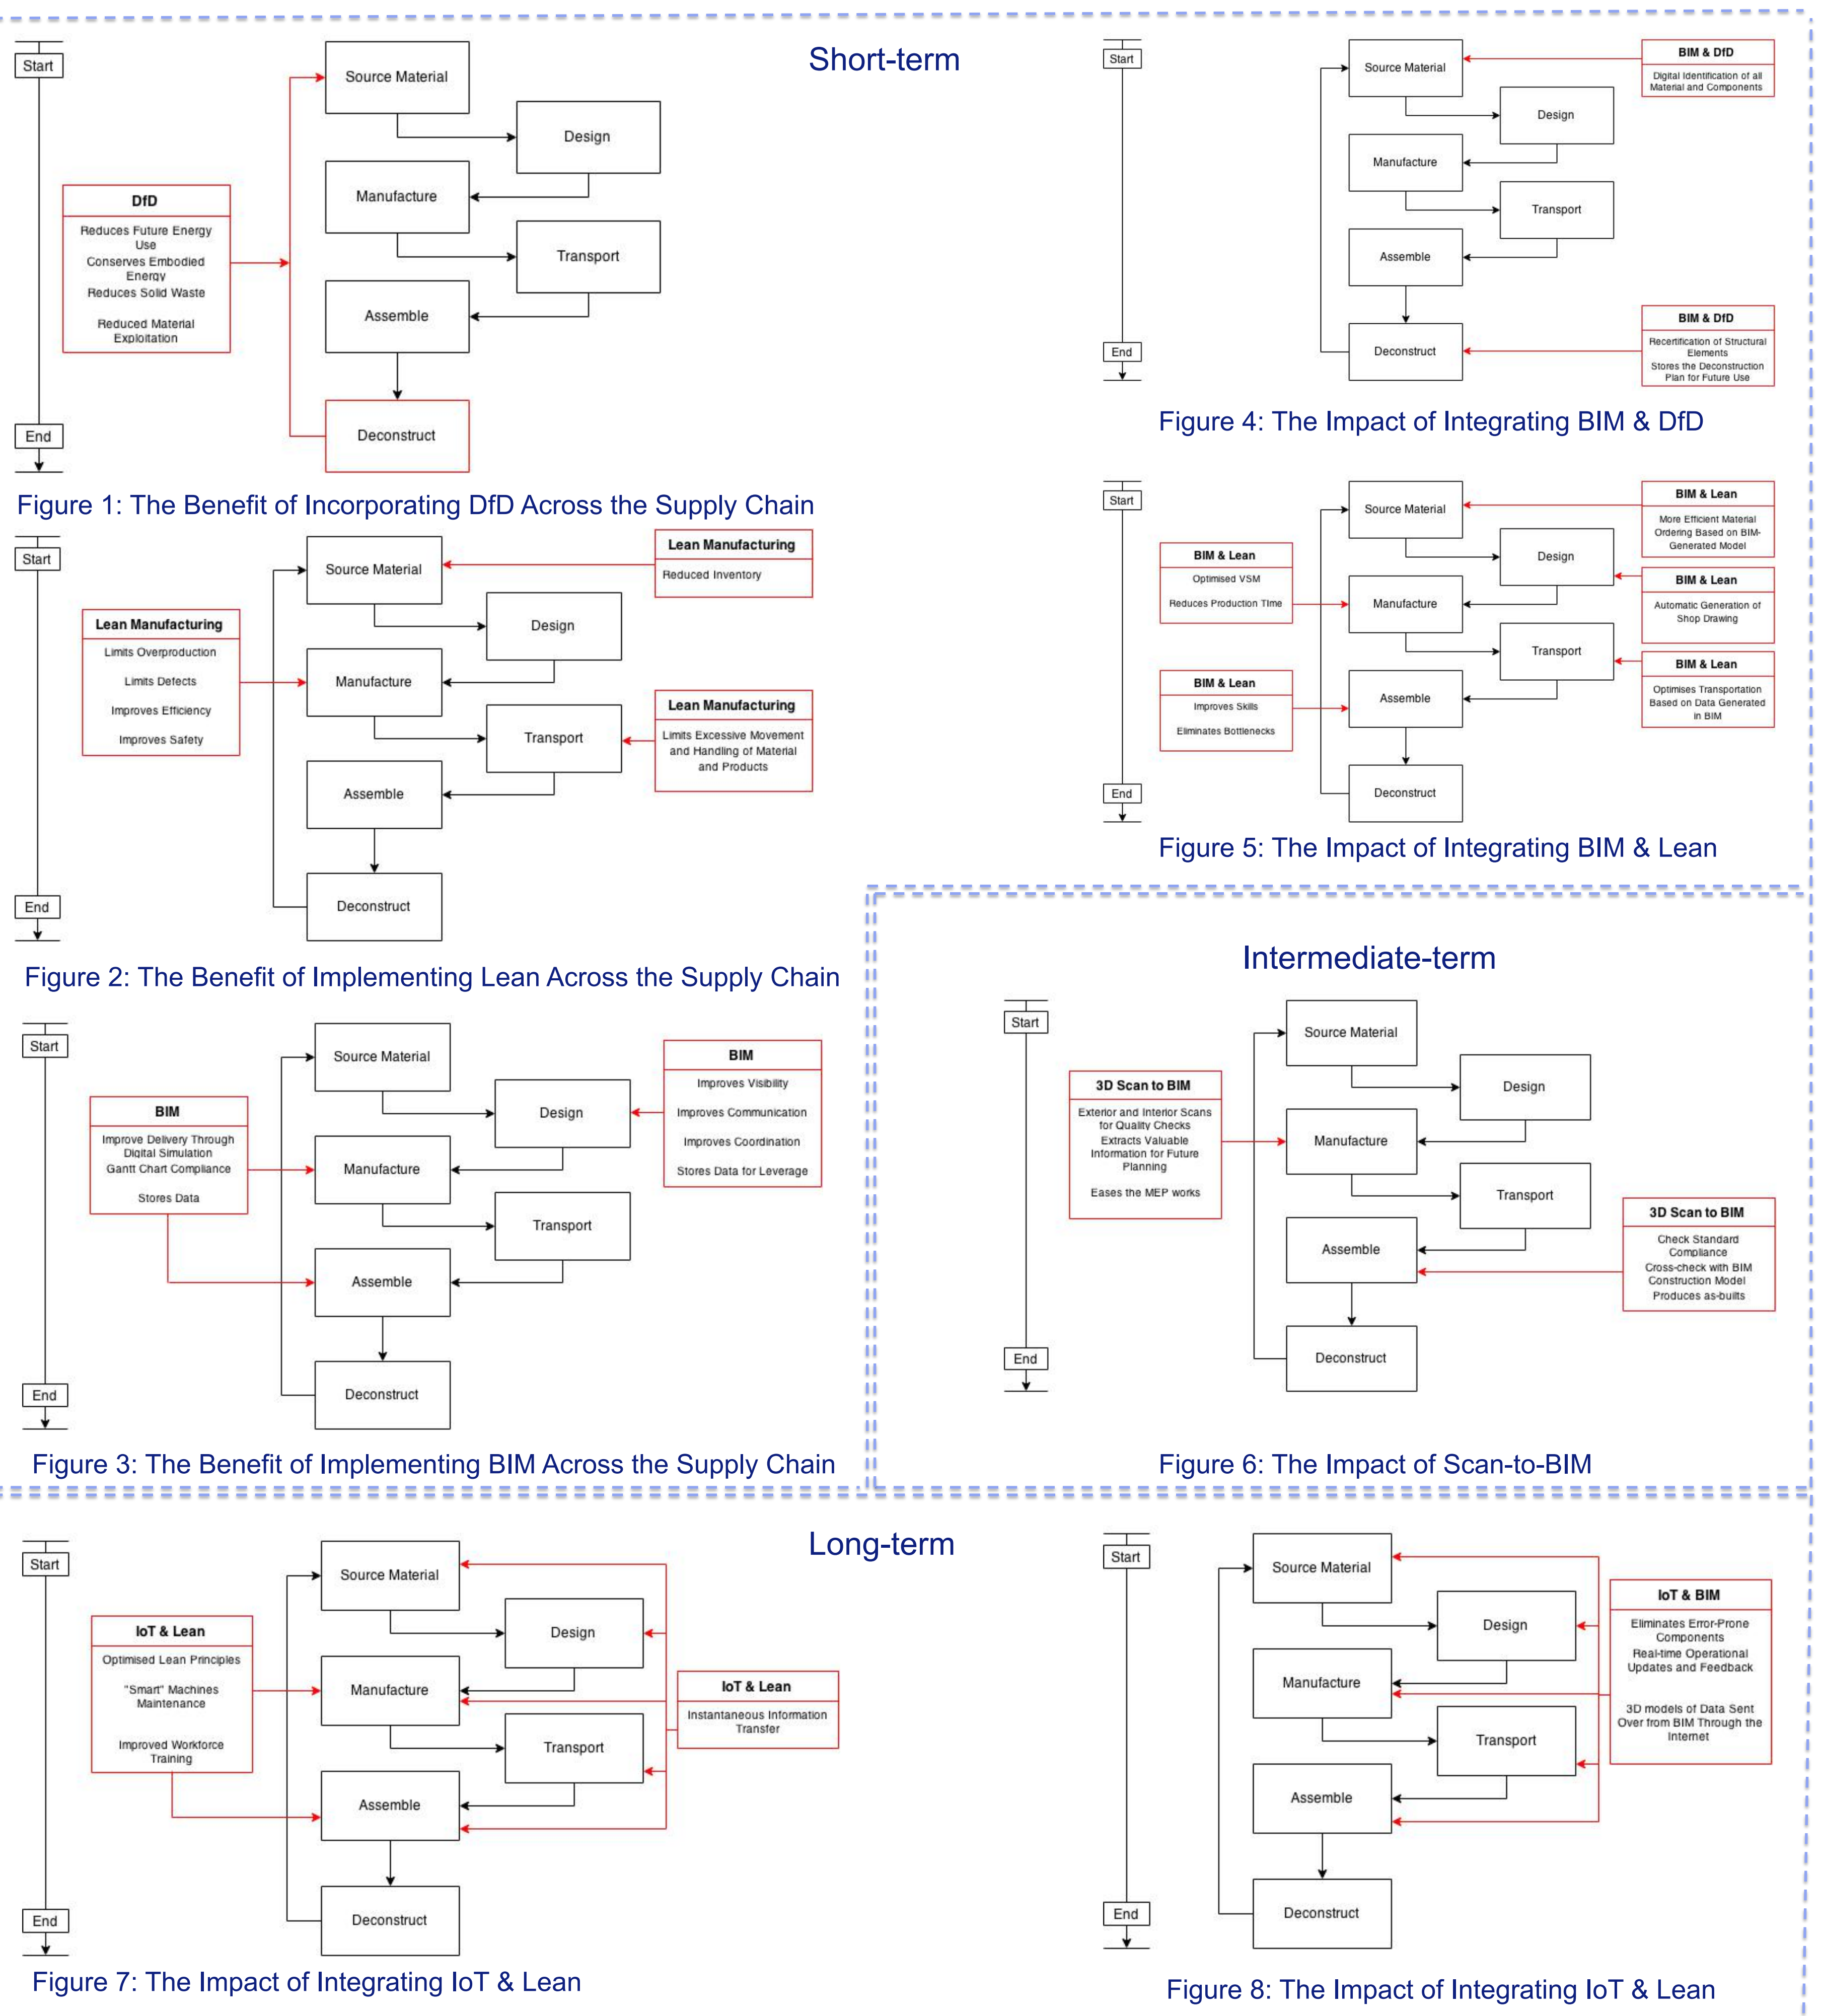 Short-term
Start
Source Material
Design
DfD
Reduces Future Energy
Use
Conserves Embodied
Energy
Reduces Solid Waste
Reduced Material
Exploitation
Manufacture
Transport
Assemble
Deconstruct
End
Figure 1: The Benefit of Incorporating DfD Across the Supply Chain
Start
Source Material
Lean Manufacturing
Reduced Inventory
Design
Lean Manufacturing
Limits Overproduction
Limits Defects
Improves Efficiency
Improves Safety
Manufacture
Lean Manufacturing
Limits Excessive Movement
and Handling of Material
and Products
Transport
Assemble
Deconstruct
End
Figure 2: The Benefit of Implementing Lean Across the Supply Chain
Start
Source Material
BIM
Improves Visibility
Improves Communication
Improves Coordination
Stores Data for Leverage
Design
BIM
Improve Delivery Through
Digital Simulation
Gantt Chart Compliance
Stores Data
Manufacture
Transport
Assemble
Deconstruct
End
Figure 3: The Benefit of Implementing BIM Across the Supply Chain
Start
Source Material
BIM & DfD
Digital Identification of all
Material and Components
Design
Manufacture
Transport
Assemble
BIM & DfD
Recertification of Structural
Elements
Stores the Deconstruction
Plan for Future Use
Deconstruct
End
Figure 4: The Impact of Integrating BIM & DfD
Start
Source Material
BIM & Lean
More Efficient Material
Ordering Based on BIM-
Generated Model
Design
BIM & Lean
Optimised VSM
Reduces Production TIme
Manufacture
BIM & Lean
Automatic Generation of
Shop Drawing
Transport
BIM & Lean
Optimises Transportation
Based on Data Generated
in BIM
BIM & Lean
Improves Skills
Eliminates Bottlenecks
Assemble
Deconstruct
End
Figure 5: The Impact of Integrating BIM & Lean
Intermediate-term
Start
Source Material
Design
3D Scan to BIM
Exterior and Interior Scans
for Quality Checks
Extracts Valuable
Information for Future
Planning
Eases the MEP works
Manufacture
Transport
3D Scan to BIM
Check Standard
Compliance
Cross-check with BIM
Construction Model
Produces as-builts
Assemble
Deconstruct
End
Figure 6: The Impact of Scan-to-BIM
Long-term
Start
Source Material
Design
IoT & Lean
Optimised Lean Principles
"Smart" Machines
Maintenance
Improved Workforce
Training
Manufacture
IoT & Lean
Instantaneous Information
Transfer
Transport
Assemble
Deconstruct
End
Figure 7: The Impact of Integrating IoT & Lean
Start
Source Material
IoT & BIM
Eliminates Error-Prone
Components
Real-time Operational
Updates and Feedback
3D models of Data Sent
Over from BIM Through the
Internet
Design
Manufacture
Transport
Assemble
Deconstruct
End
Figure 8: The Impact of Integrating IoT & Lean